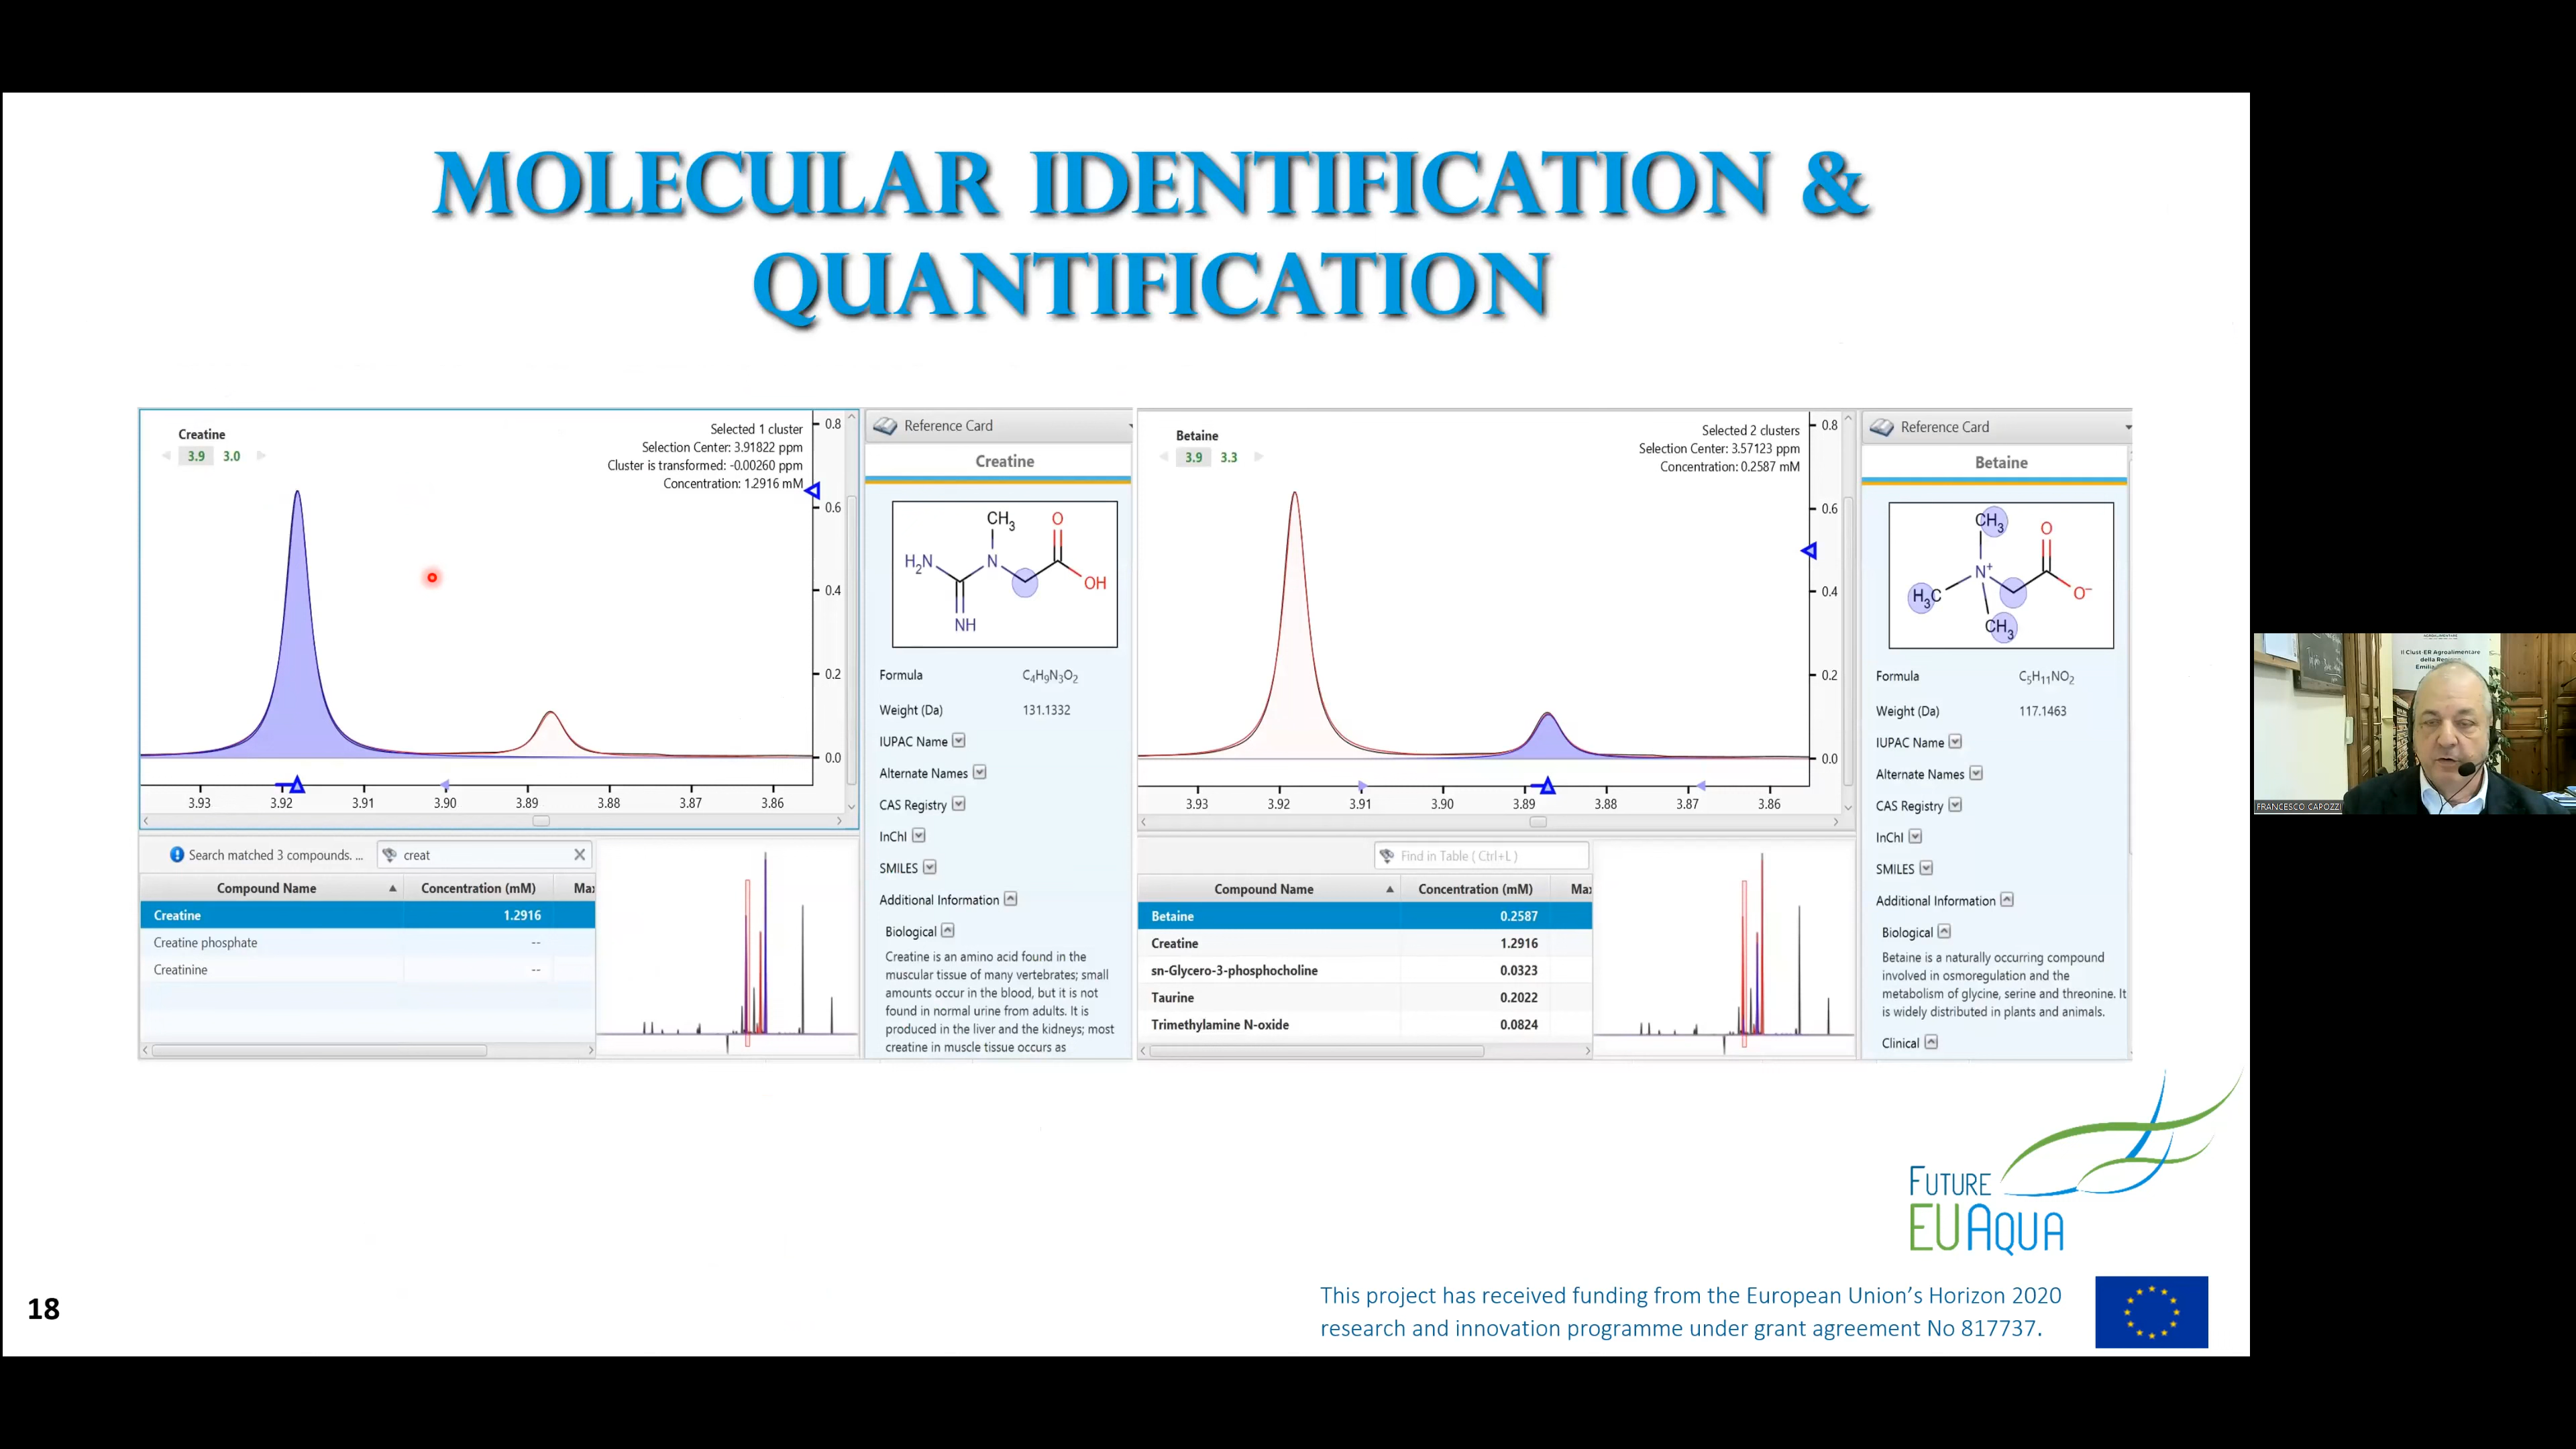 MOLECULAR IDENTIFICATION &
QUANTIFICATION
Creatine
3.9 3.0
Selected 1 cluster
Selection Center: 3.91822 ppm
Cluster is transformed: -0.00260 ppm
Concentration: 1.2916 mM
0.8
0.6
0.4
0.2
0.0
3.93 3.92 3.91 3.90 3.89 3.88 3.87 3.86
Search matched 3 compounds. ...
creat
Compound Name Concentration (mM)
Creatine 1.2916
Creatine phosphate --
Creatinine --
Reference Card
Creatine
CH3
O
H2N
N
OH
NH
Formula C4H9N3O2
Weight (Da) 131.1332
IUPAC Name
Alternate Names
CAS Registry
InChI
SMILES
Additional Information
Biological
Creatine is an amino acid found in the
muscular tissue of many vertebrates; small
amounts occur in the blood, but it is not
found in normal urine from adults. It is
produced in the liver and the kidneys; most
creatine in muscle tissue occurs as
Betaine
3.9 3.3
Selected 2 clusters
Selection Center: 3.57123 ppm
Concentration: 0.2587 mM
0.8
0.6
0.4
0.2
0.0
3.93 3.92 3.91 3.90 3.89 3.88 3.87 3.86
Find in Table ( Ctrl+L )
Compound Name Concentration (mM)
Betaine 0.2587
Creatine 1.2916
sn-Glycero-3-phosphocholine 0.0323
Taurine 0.2022
Trimethylamine N-oxide 0.0824
Reference Card
Betaine
CH3
O
N+
H3C
O-
CH3
Formula C5H11NO2
Weight (Da) 117.1463
IUPAC Name
Alternate Names
CAS Registry
InChI
SMILES
Additional Information
Biological
Betaine is a naturally occurring compound
involved in osmoregulation and the
metabolism of glycine, serine and threonine. It
is widely distributed in plants and animals.
Clinical
Il Clust-ER Agroalimentare
della
FRANCESCO CAPOZZI
FUTURE
EUAQUA
18
This project has received funding from the European Union's Horizon 2020
research and innovation programme under grant agreement No 817737.